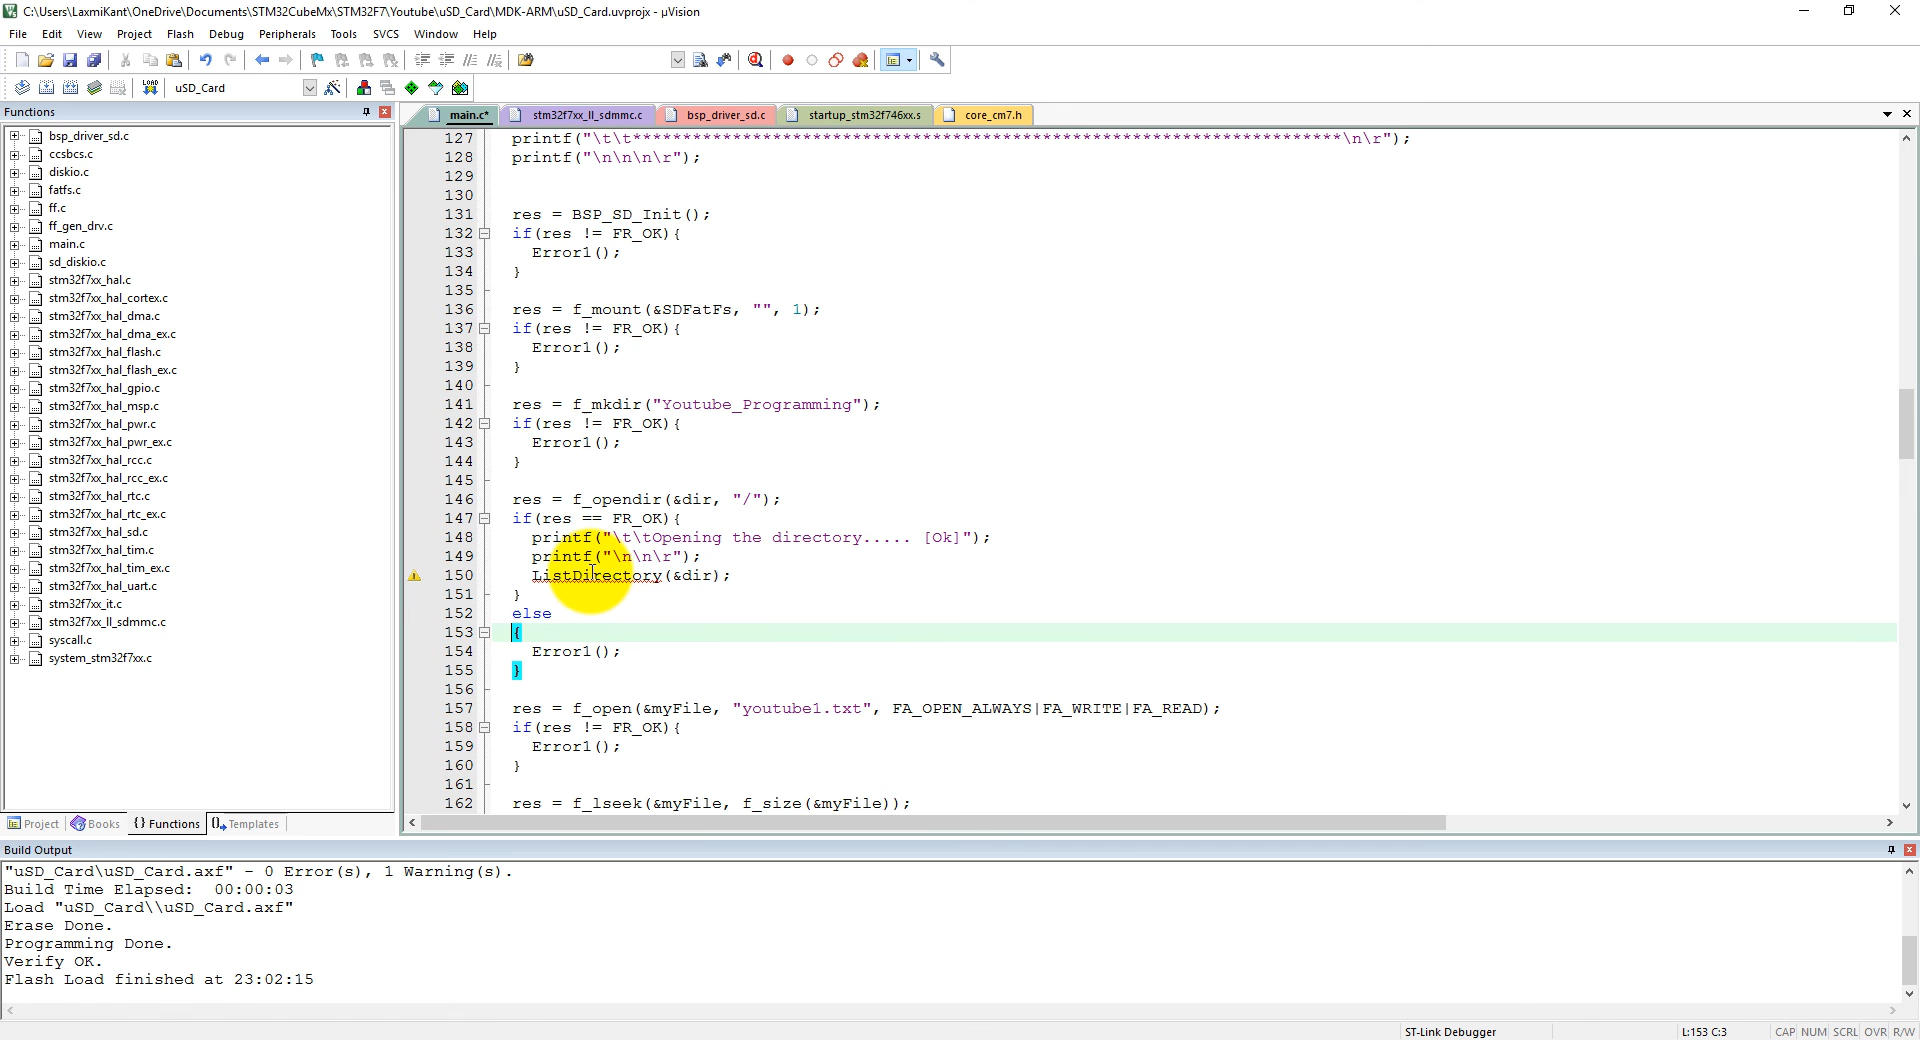 C:\Users\LaxmiKant\OneDrive\Documents\STM32CubeMx\STM32F7\Youtube\uSD_Card\MDK-ARM\uSD_Card.uvprojx - µVision
File Edit View Project Flash Debug Peripherals Tools SVCS Window Help
LOAD uSD_Card
Functions
bsp_driver_sd.c
ccsbcs.c
diskio.c
fatfs.c
ff.c
ff_gen_drv.c
main.c
sd_diskio.c
stm32f7xx_hal.c
stm32f7xx_hal_cortex.c
stm32f7xx_hal_dma.c
stm32f7xx_hal_dma_ex.c
stm32f7xx_hal_flash.c
stm32f7xx_hal_flash_ex.c
stm32f7xx_hal_gpio.c
stm32f7xx_hal_msp.c
stm32f7xx_hal_pwr.c
stm32f7xx_hal_pwr_ex.c
stm32f7xx_hal_rcc.c
stm32f7xx_hal_rcc_ex.c
stm32f7xx_hal_rtc.c
stm32f7xx_hal_rtc_ex.c
stm32f7xx_hal_sd.c
stm32f7xx_hal_tim.c
stm32f7xx_hal_tim_ex.c
stm32f7xx_hal_uart.c
stm32f7xx_it.c
stm32f7xx_ll_sdmmc.c
syscall.c
system_stm32f7xx.c
Project Books {} Functions Templates
main.c* stm32f7xx_ll_sdmmc.c bsp_driver_sd.c startup_stm32f746xx.s core_cm7.h
127 printf("\t\t***********************************************************************\n\r");
128 printf("\n\n\n\r");
129
130
131 res = BSP_SD_Init();
132 if(res != FR_OK){
133 Error1();
134 }
135
136 res = f_mount(&SDFatFs, "", 1);
137 if(res != FR_OK){
138 Error1();
139 }
140
141 res = f_mkdir("Youtube_Programming");
142 if(res != FR_OK){
143 Error1();
144 }
145
146 res = f_opendir(&dir, "/");
147 if(res == FR_OK){
148 printf("\t\tOpening the directory..... [Ok]");
149 printf("\n\n\r");
150 ListDirectory(&dir);
151 }
152 else
153 {
154 Error1();
155 }
156
157 res = f_open(&myFile, "youtube1.txt", FA_OPEN_ALWAYS|FA_WRITE|FA_READ);
158 if(res != FR_OK){
159 Error1();
160 }
161
162 res = f_lseek(&myFile, f_size(&myFile));
Build Output
"uSD_Card\uSD_Card.axf" - 0 Error(s), 1 Warning(s).
Build Time Elapsed: 00:00:03
Load "uSD_Card\\uSD_Card.axf"
Erase Done.
Programming Done.
Verify OK.
Flash Load finished at 23:02:15
ST-Link Debugger L:153 C:3 CAP NUM SCRL OVR R/W